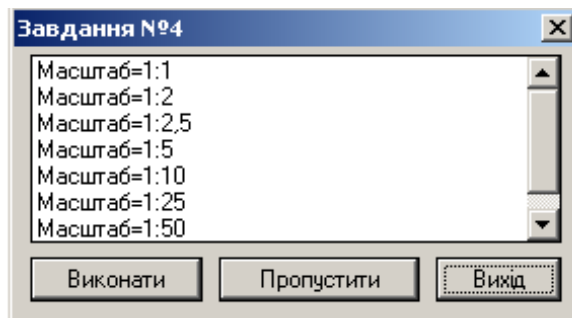 Завдання №4
Масштаб=1:1
Масштаб=1:2
Масштаб=1:2,5
Масштаб=1:5
Масштаб=1:10
Масштаб=1:25
Масштаб=1:50
Виконати Пропустити Вихід